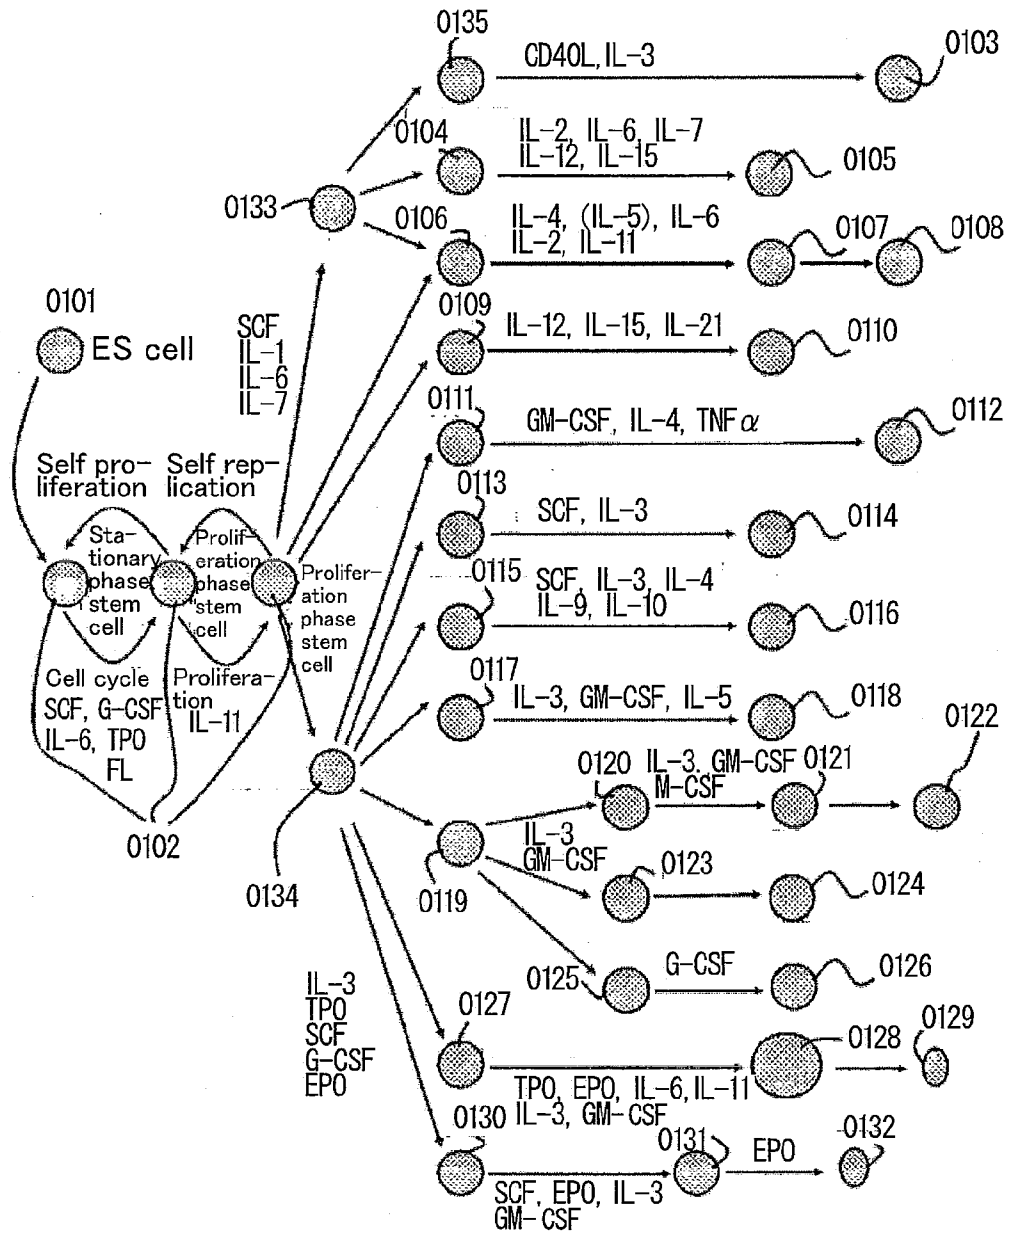 0135
CD40L, IL-3
0103
0104
IL-2, IL-6, IL-7
IL-12, IL-15
0105
0133
0106
IL-4, (IL-5), IL-6
IL-2, IL-11
0107
0108
0101
ES cell
SCF
IL-1
IL-6
IL-7
0109
IL-12, IL-15, IL-21
0110
0111
GM-CSF, IL-4, TNFα
0112
Self pro-
liferation
Self rep-
lication
0113
SCF, IL-3
0114
Sta-
tionary
phase
stem
cell
Prolif-
eration
phase
stem
cell
Prolifer-
ation
phase
stem
cell
0115
SCF, IL-3, IL-4
IL-9, IL-10
0116
Cell cycle
SCF, G-CSF
IL-6, TPO
FL
Prolifera-
tion
IL-11
0117
IL-3, GM-CSF, IL-5
0118
0102
0134
0120
IL-3, GM-CSF
M-CSF
0121
0122
IL-3
GM-CSF
0119
0123
0124
0125
G-CSF
0126
IL-3
TPO
SCF
G-CSF
EPO
0127
0128
0129
TPO, EPO, IL-6, IL-11
IL-3, GM-CSF
0130
0131
EPO
0132
SCF, EPO, IL-3
GM-CSF